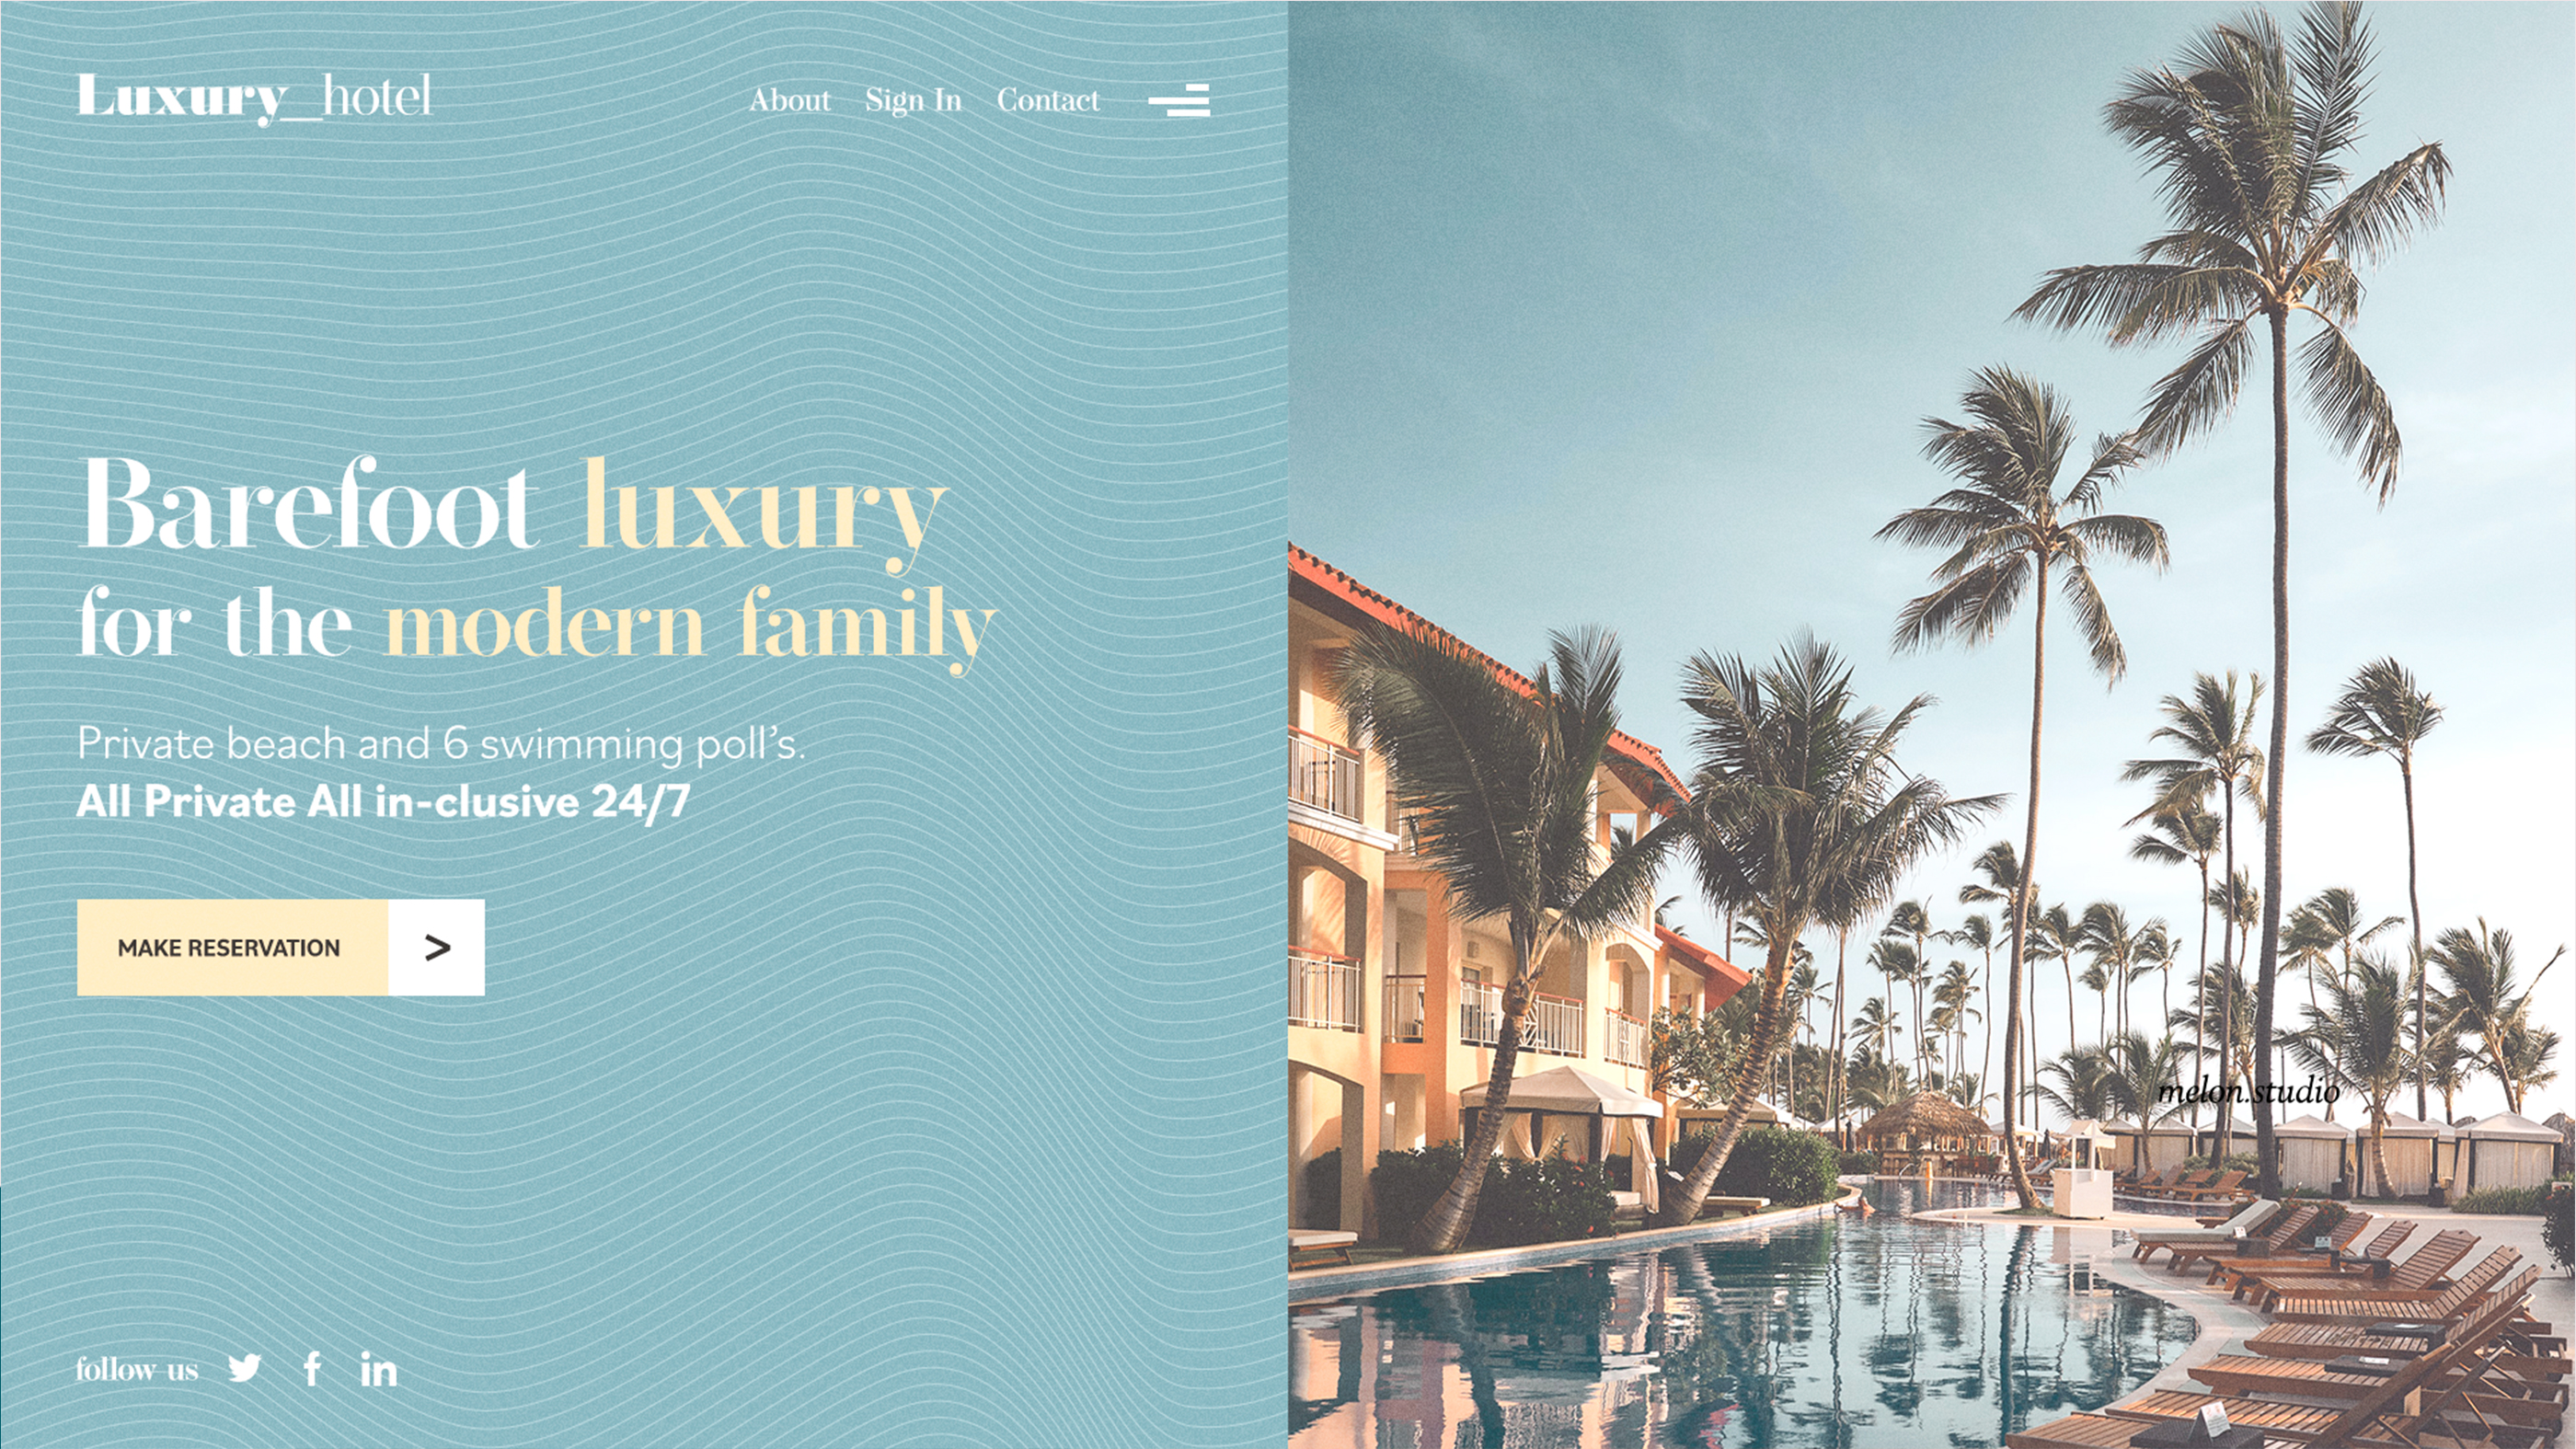 Luxury_hotel
About Sign In Contact
Barefoot luxury
for the modern family
Private beach and 6 swimming poll's.
All Private All in-clusive 24/7
MAKE RESERVATION >
melon.studio
follow us